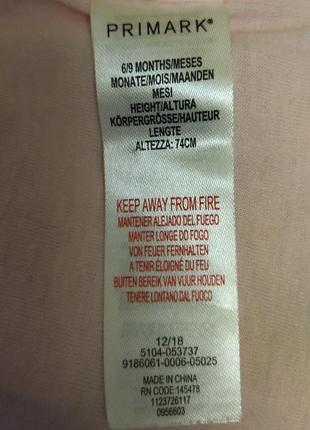 PRIMARK®
6/9 MONTHS/MESES
MONATE/MOIS/MAANDEN
MESI
HEIGHT/ALTURA
KÖRPERGRÖSSE/HAUTEUR
LENGTE
ALTEZZA: 74CM
KEEP AWAY FROM FIRE
MANTENER ALEJADO DEL FUEGO
MANTER LONGE DO FOGO
VON FEUER FERNHALTEN
A TENIR ÉLOIGNÉ DU FEU
BUITEN BEREIK VAN VUUR HOUDEN
TENERE LONTANO DAL FUOCO
12/18
5104-053737
9186061-0006-05025
MADE IN CHINA
RN CODE: 145478
1123726117
0956603